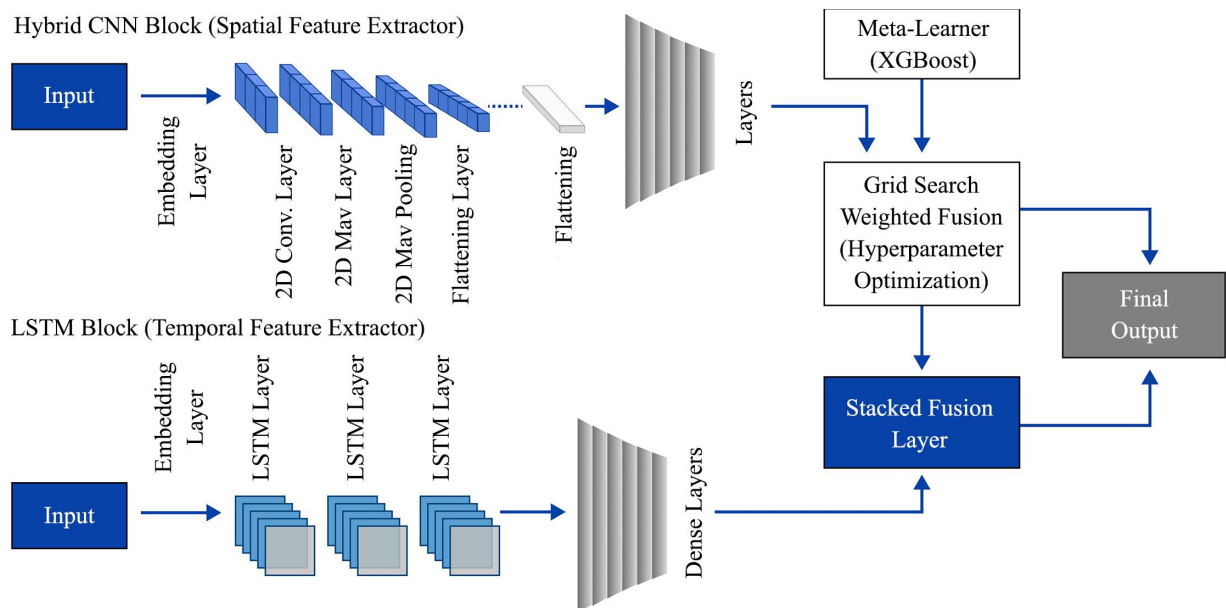 Hybrid CNN Block (Spatial Feature Extractor)
Input
Embedding
Layer
2D Conv. Layer
2D Mav Layer
2D Mav Pooling
Flattening Layer
Flattening
Layers
Meta-Learner
(XGBoost)
Grid Search
Weighted Fusion
(Hyperparameter
Optimization)
Final
Output
Stacked Fusion
Layer
LSTM Block (Temporal Feature Extractor)
Input
Embedding
Layer
LSTM Layer
LSTM Layer
LSTM Layer
Dense Layers